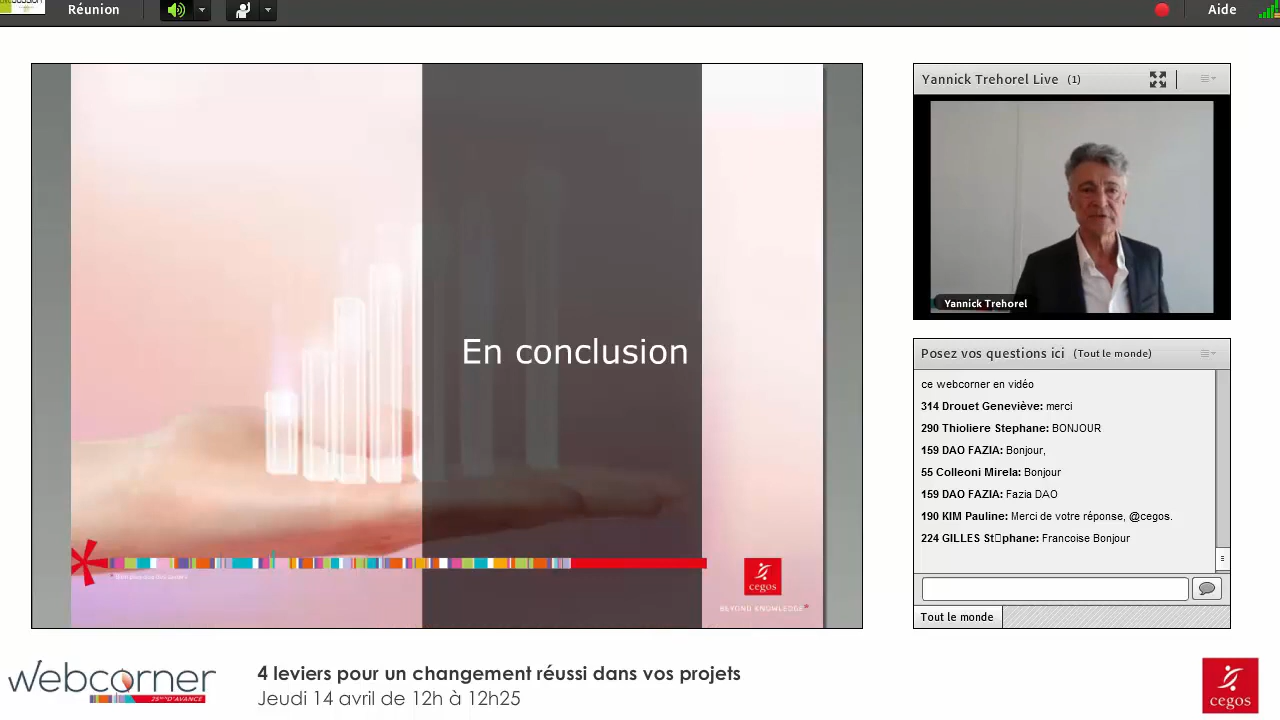 Réunion
Aide
En conclusion
cegos
BEYOND KNOWLEDGE*
Yannick Trehorel Live (1)
Yannick Trehorel
Posez vos questions ici (Tout le monde)
ce webcorner en vidéo
314 Drouet Geneviève: merci
290 Thioliere Stephane: BONJOUR
159 DAO FAZIA: Bonjour,
55 Colleoni Mirela: Bonjour
159 DAO FAZIA: Fazia DAO
190 KIM Pauline: Merci de votre réponse, @cegos.
224 GILLES St▯phane: Francoise Bonjour
Tout le monde
webcorner
4 leviers pour un changement réussi dans vos projets
Jeudi 14 avril de 12h à 12h25
cegos